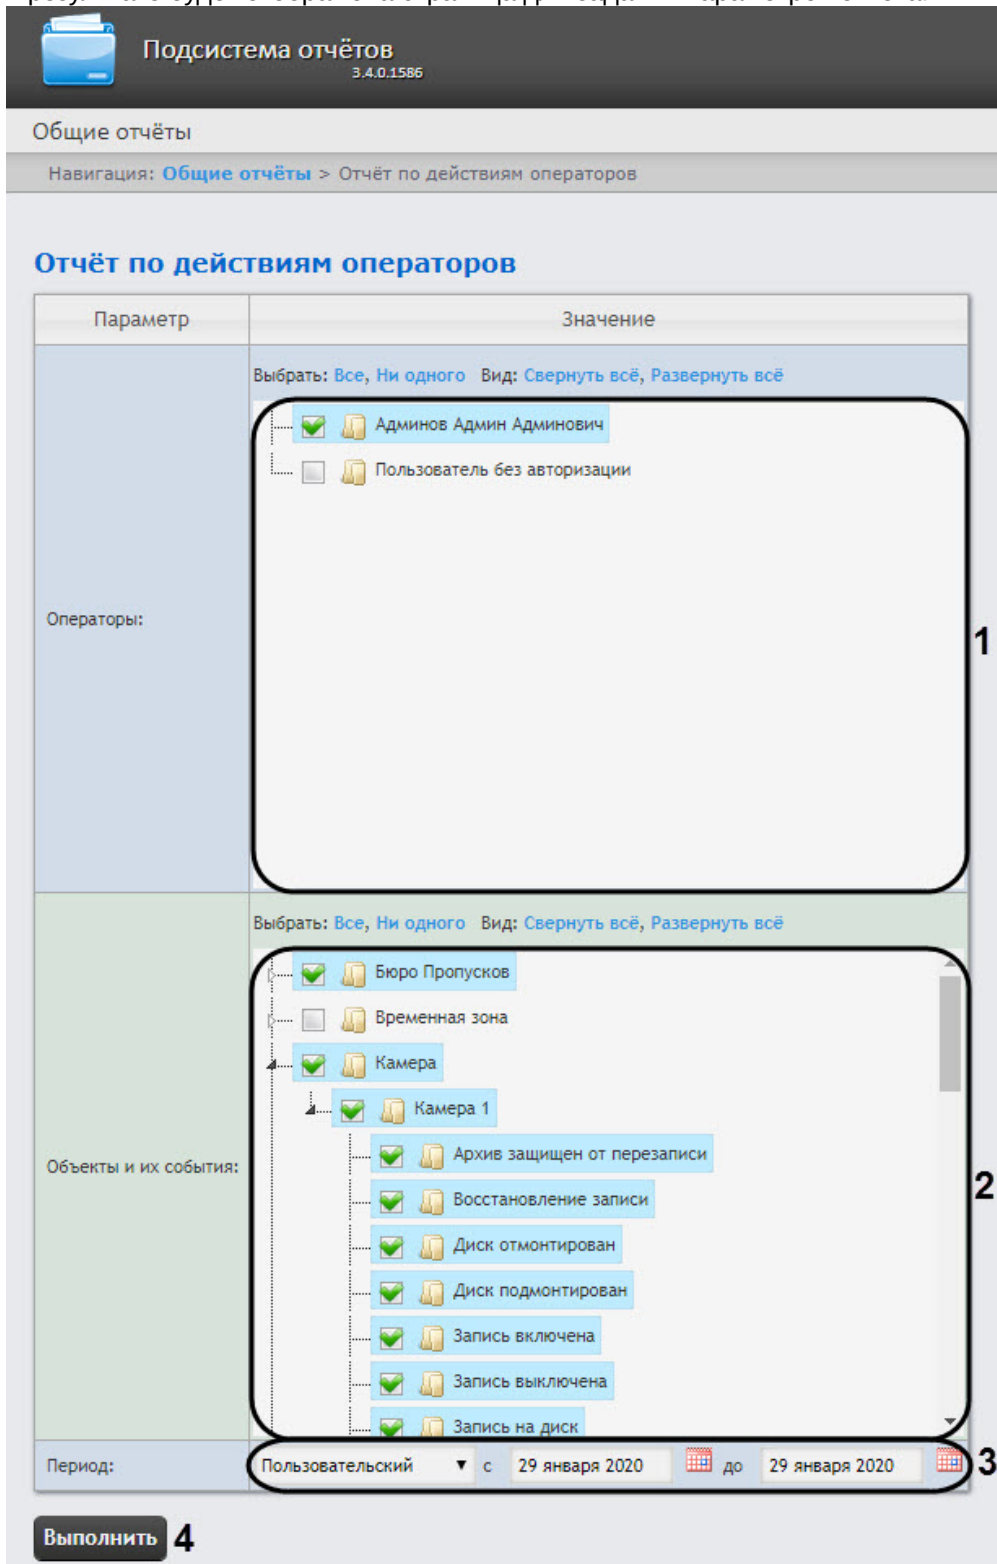 Подсистема отчётов
3.4.0.1586
Общие отчёты
Навигация: Общие отчёты > Отчёт по действиям операторов
Отчёт по действиям операторов
Параметр Значение
Выбрать: Все, Ни одного Вид: Свернуть всё, Развернуть всё
Админов Админ Админович
Пользователь без авторизации
Операторы:
1
Выбрать: Все, Ни одного Вид: Свернуть всё, Развернуть всё
Бюро Пропусков
Временная зона
Камера
Камера 1
Архив защищен от перезаписи
Объекты и их события:
2
Восстановление записи
Диск отмонтирован
Диск подмонтирован
Запись включена
Запись выключена
Запись на диск
Период: Пользовательский с 29 января 2020 до 29 января 2020 3
Выполнить 4